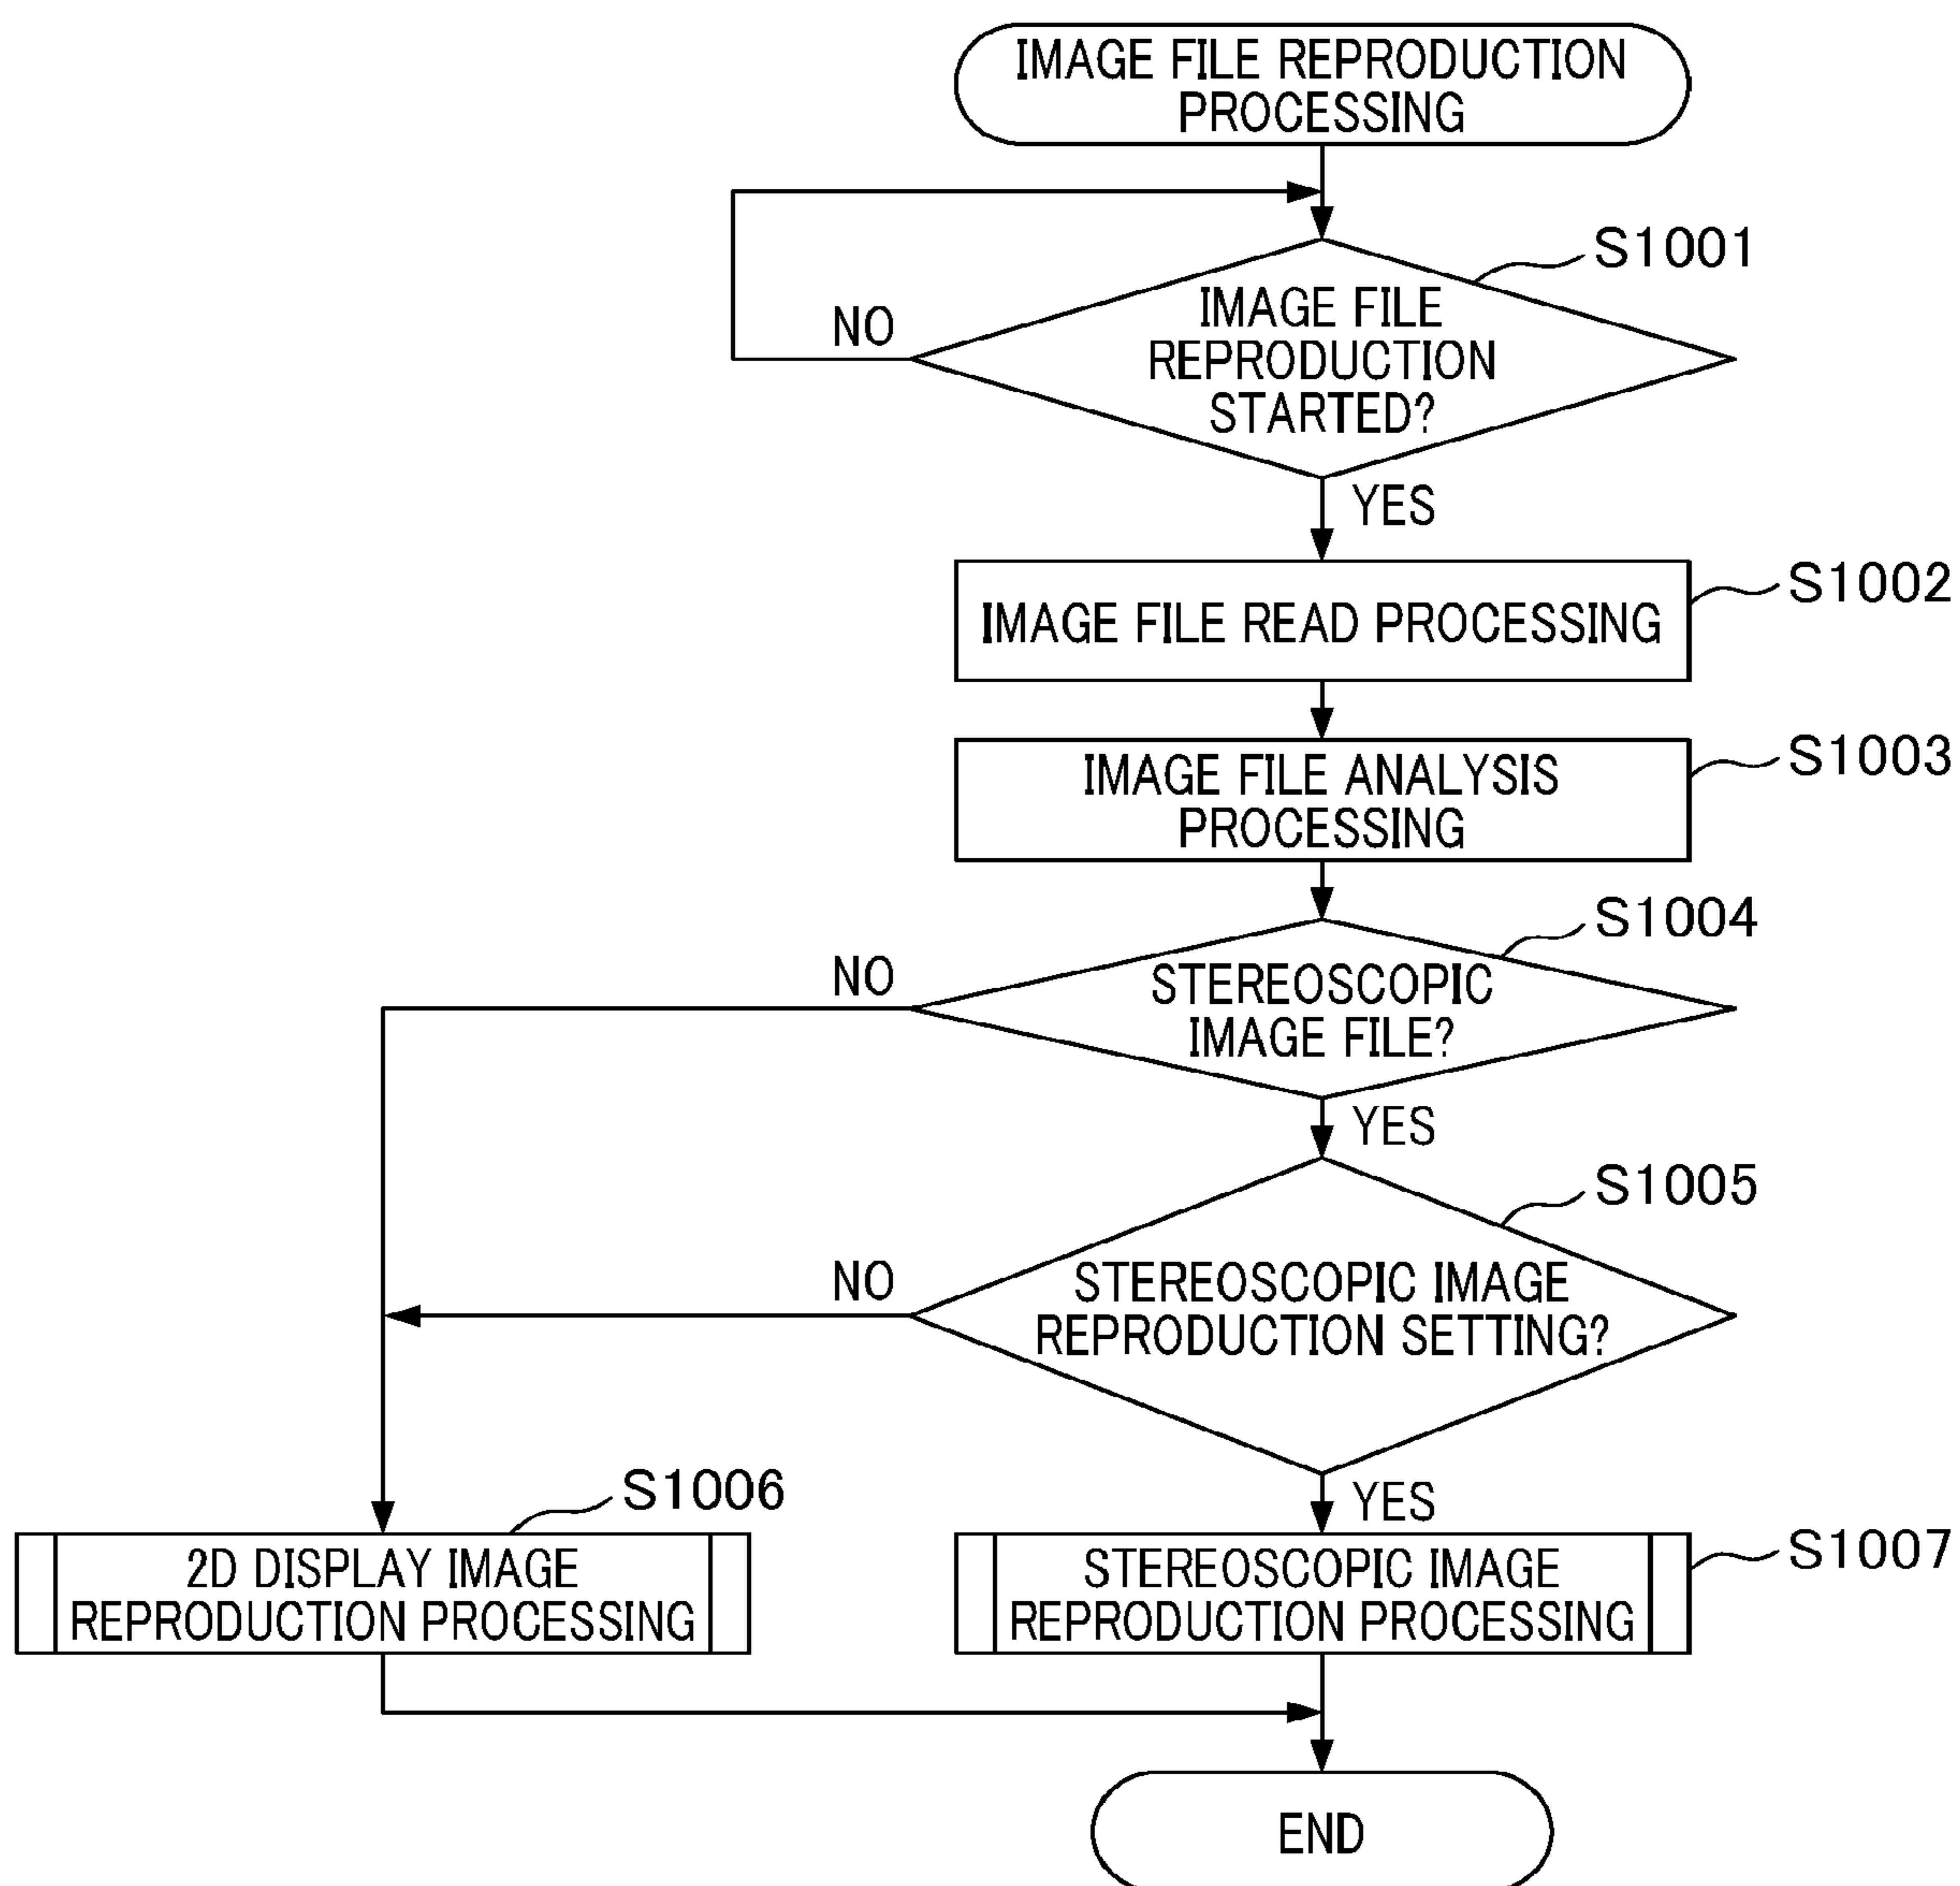 IMAGE FILE REPRODUCTION
PROCESSING
S1001
IMAGE FILE
REPRODUCTION
STARTED?
NO
YES
S1002
IMAGE FILE READ PROCESSING
S1003
IMAGE FILE ANALYSIS
PROCESSING
S1004
STEREOSCOPIC
IMAGE FILE?
NO
YES
S1005
STEREOSCOPIC IMAGE
REPRODUCTION SETTING?
NO
YES
S1006
2D DISPLAY IMAGE
REPRODUCTION PROCESSING
S1007
STEREOSCOPIC IMAGE
REPRODUCTION PROCESSING
END